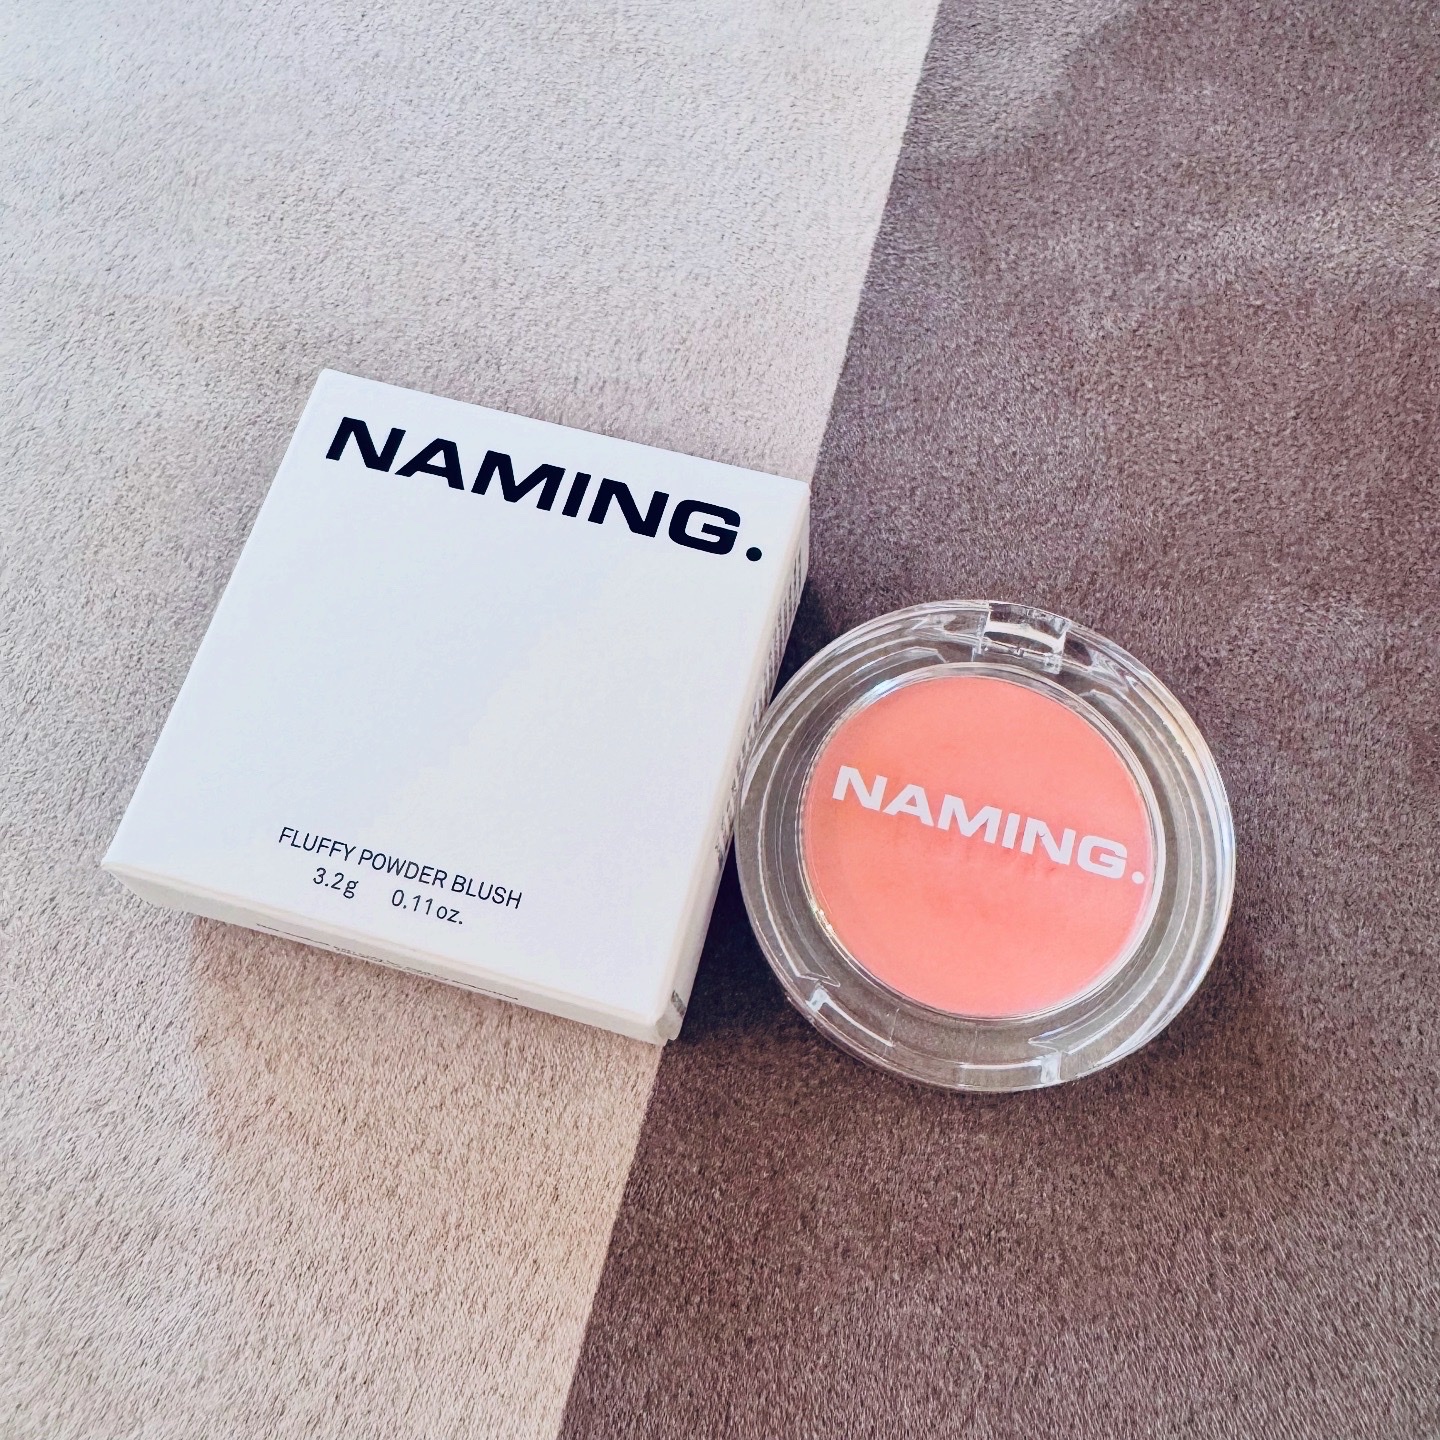 NAMING.
FLUFFY POWDER BLUSH
3.2g 0.11oz.
NAMING.